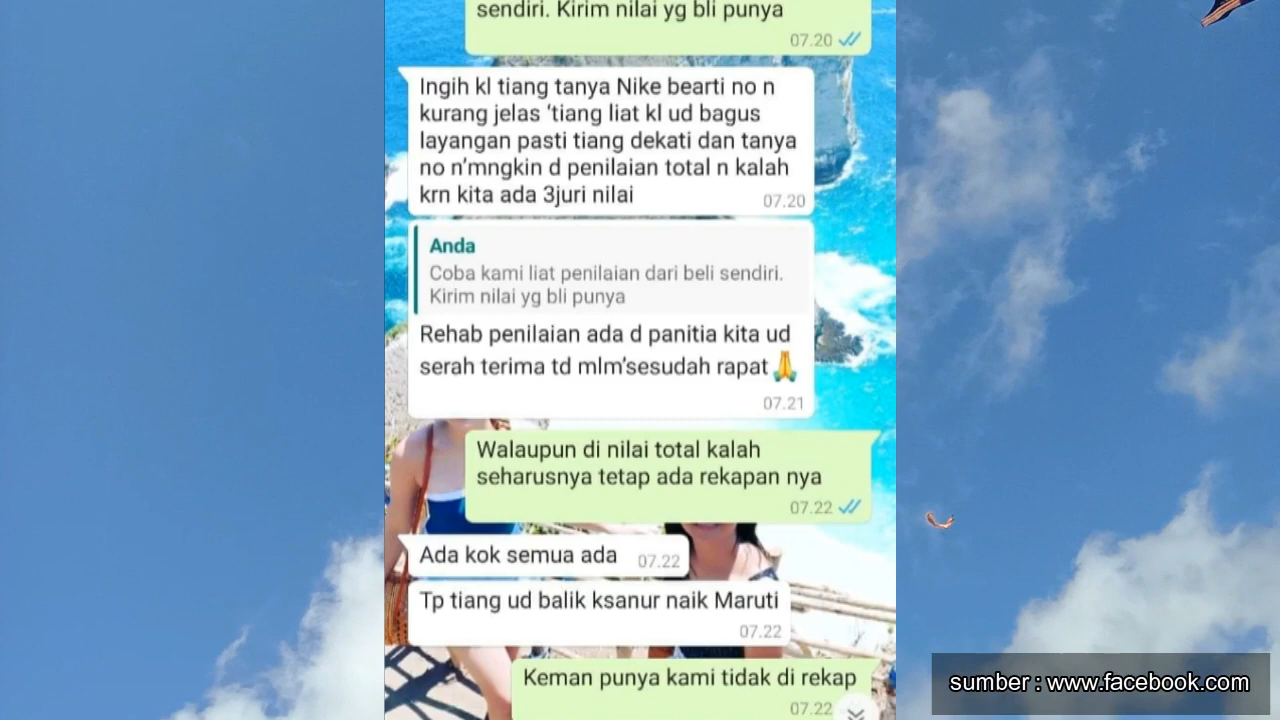 sendiri. Kirim nilai yg bli punya
07.20
Ingih kl tiang tanya Nike bearti no n
kurang jelas ‘tiang liat kl ud bagus
layangan pasti tiang dekati dan tanya
no n’mngkin d penilaian total n kalah
krn kita ada 3juri nilai
07.20
Anda
Coba kami liat penilaian dari beli sendiri.
Kirim nilai yg bli punya
Rehab penilaian ada d panitia kita ud
serah terima td mlm’sesudah rapat🙏
07.21
Walaupun di nilai total kalah
seharusnya tetap ada rekapan nya
07.22
Ada kok semua ada
07.22
Tp tiang ud balik ksanur naik Maruti
07.22
Keman punya kami tidak di rekap
07.22
sumber : www.facebook.com